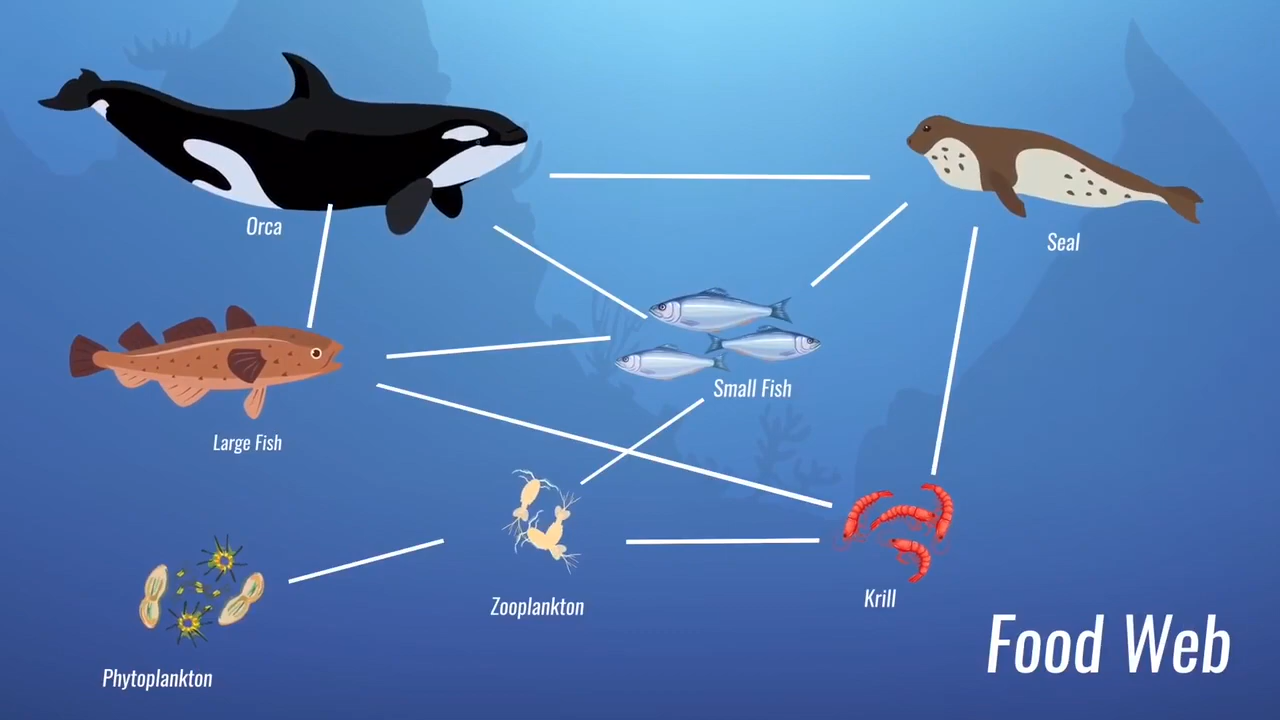 Orca
Seal
Small Fish
Large Fish
Zooplankton
Krill
Phytoplankton
Food Web